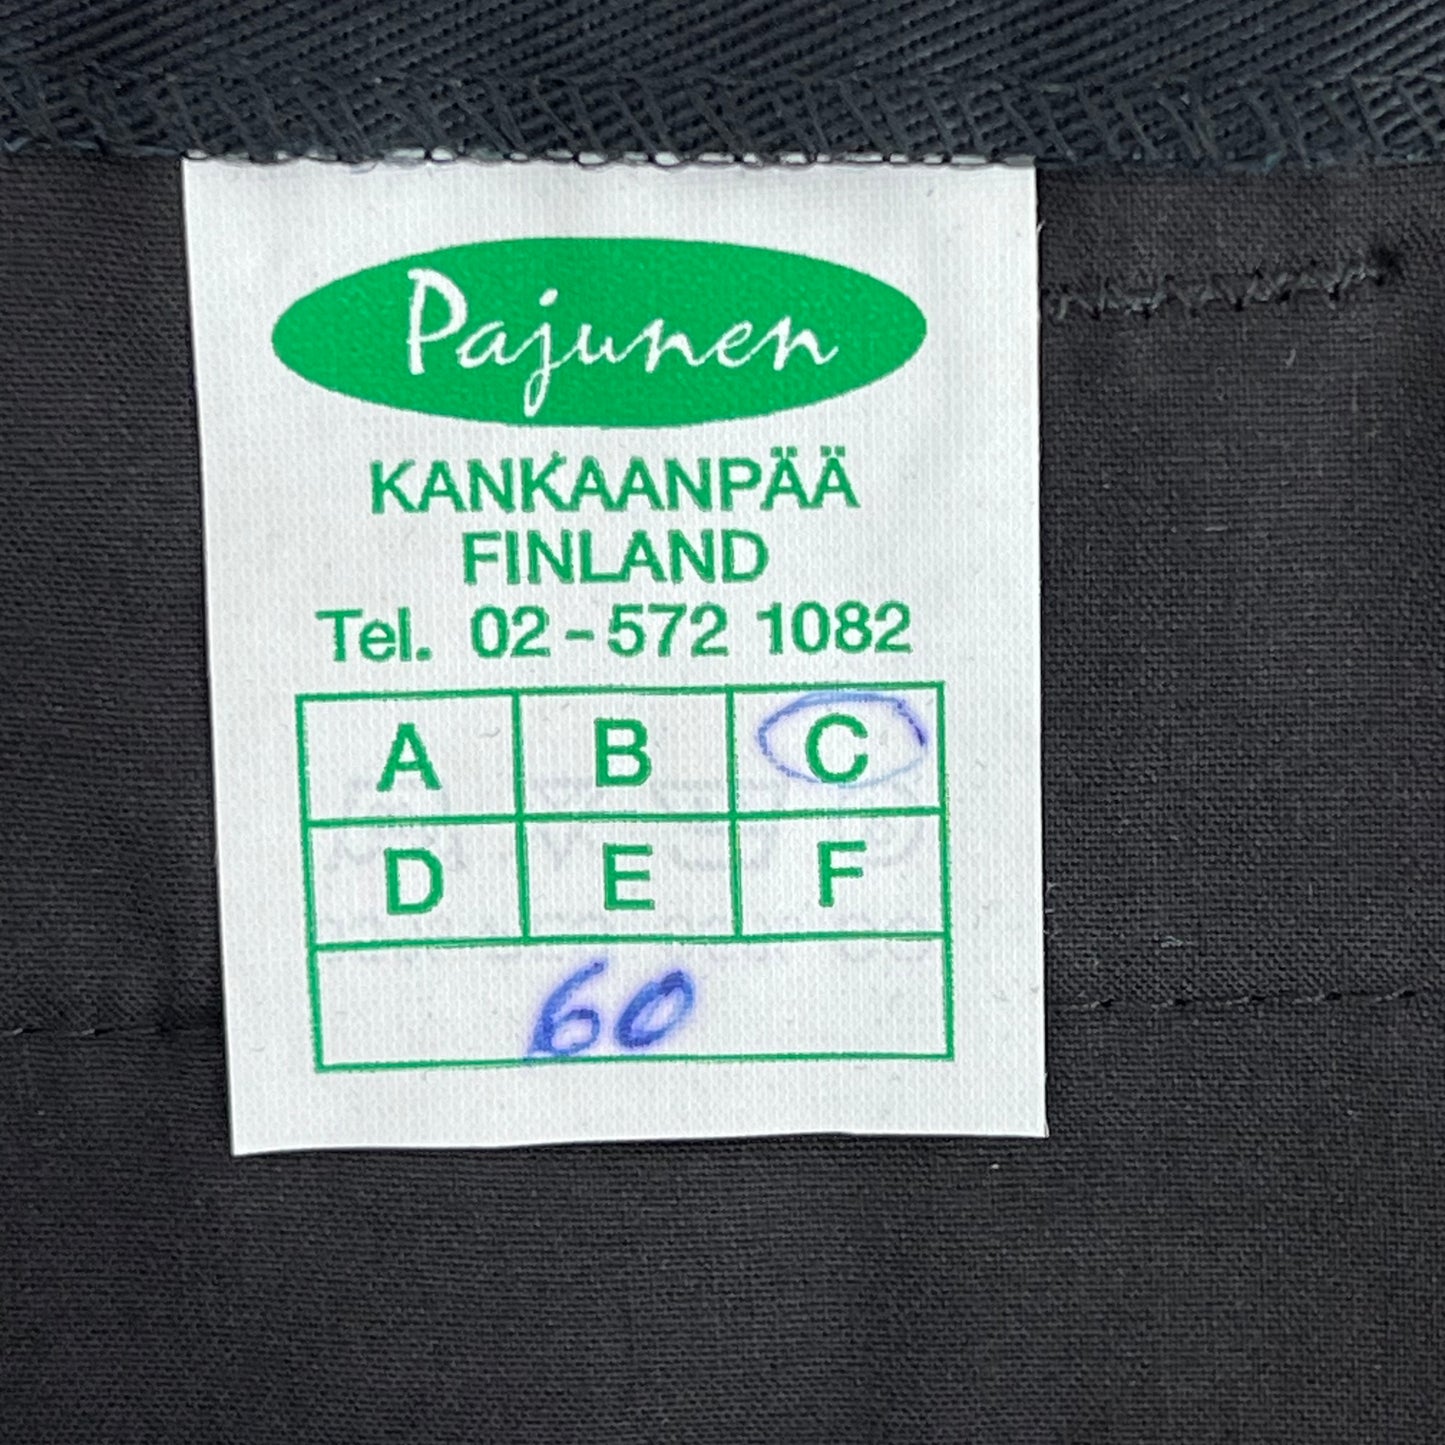 Pajunen
KANKAANPÄÄ
FINLAND
Tel. 02-572 1082
A B C
D E F
60